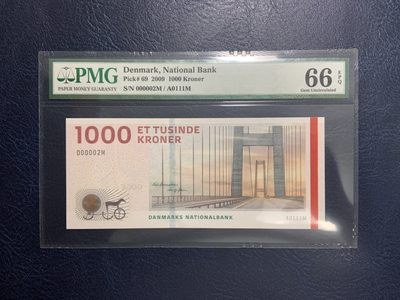 PMG
PAPER MONEY GUARANTY
Denmark, National Bank
Pick# 69 2009 1000 Kroner
S/N 000002M / A0111M
66 EPQ
Gem Uncirculated
1000 ET TUSINDE
KRONER
000002M
DANMARKS NATIONALBANK
A0111M